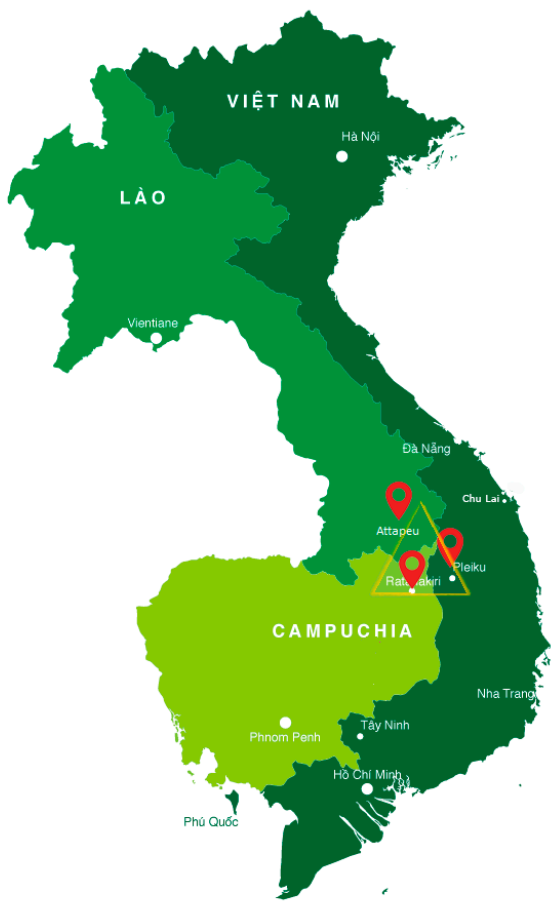 VIỆT NAM
Hà Nội
LÀO
Vientiane
Đà Nẵng
Chu Lai
Attapeu
Pleiku
Ratanakiri
CAMPUCHIA
Nha Trang
Tây Ninh
Phnom Penh
Hồ Chí Minh
Phú Quốc